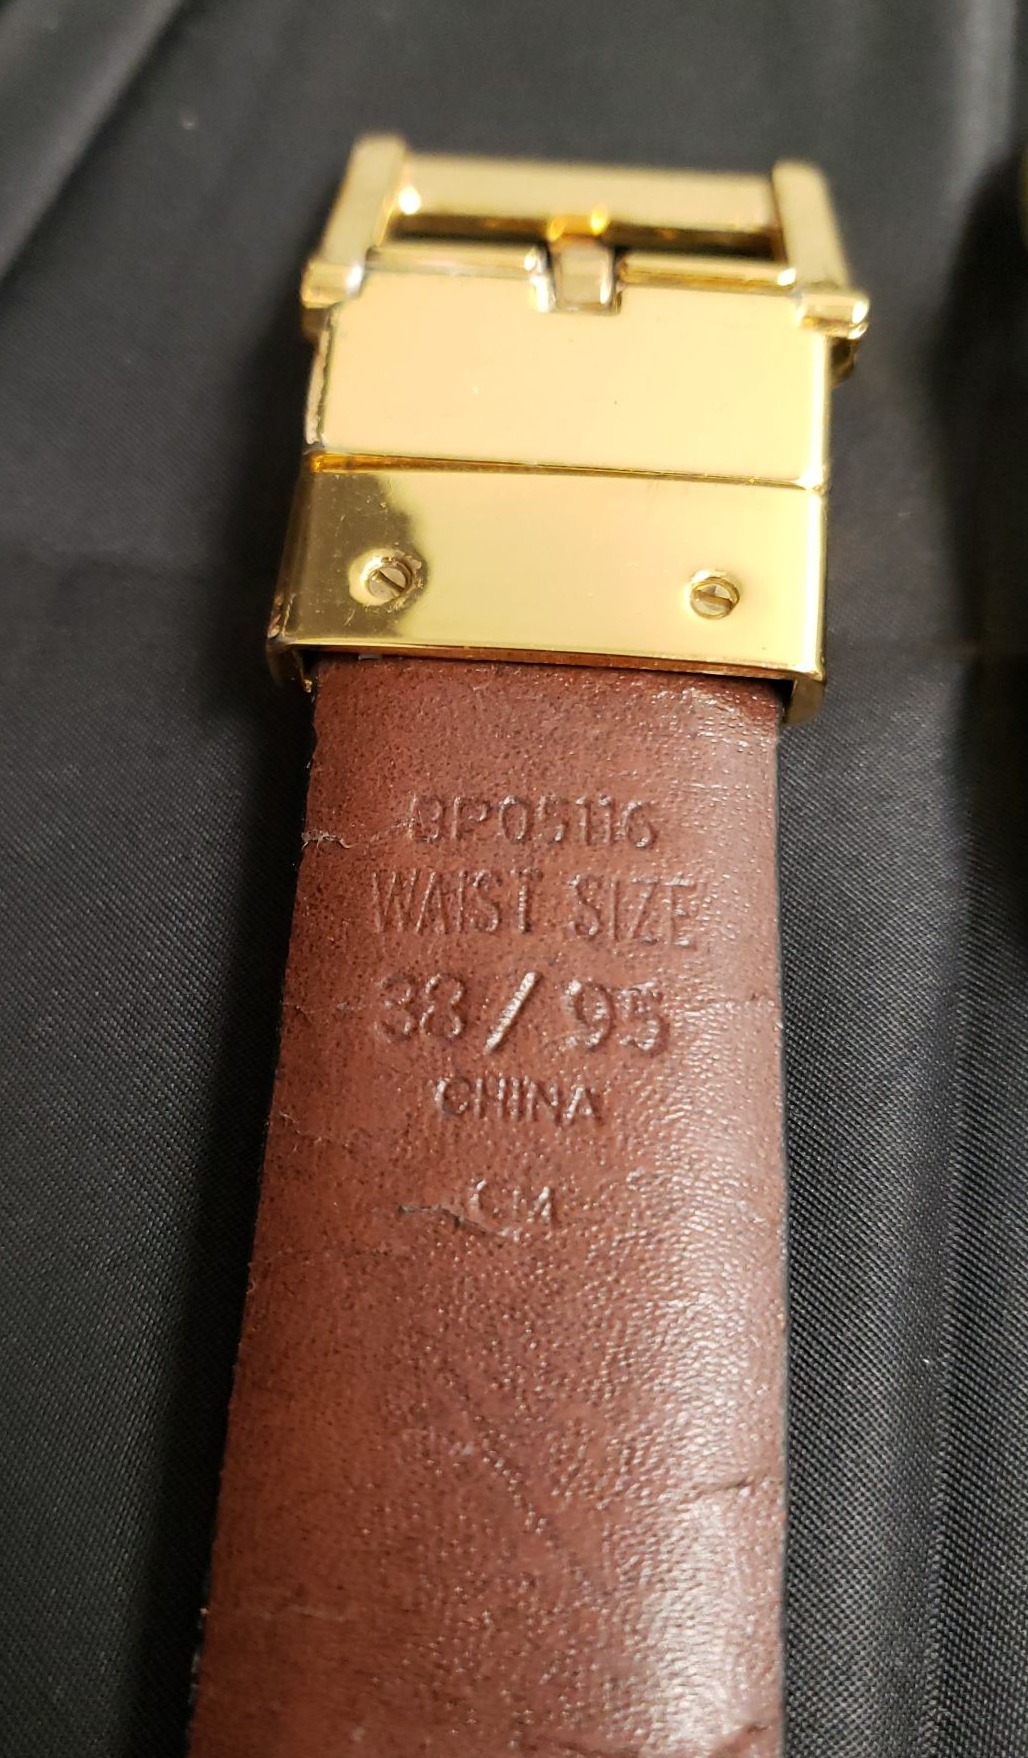 BP05116
WAIST SIZE
38 / 95
CHINA
CM